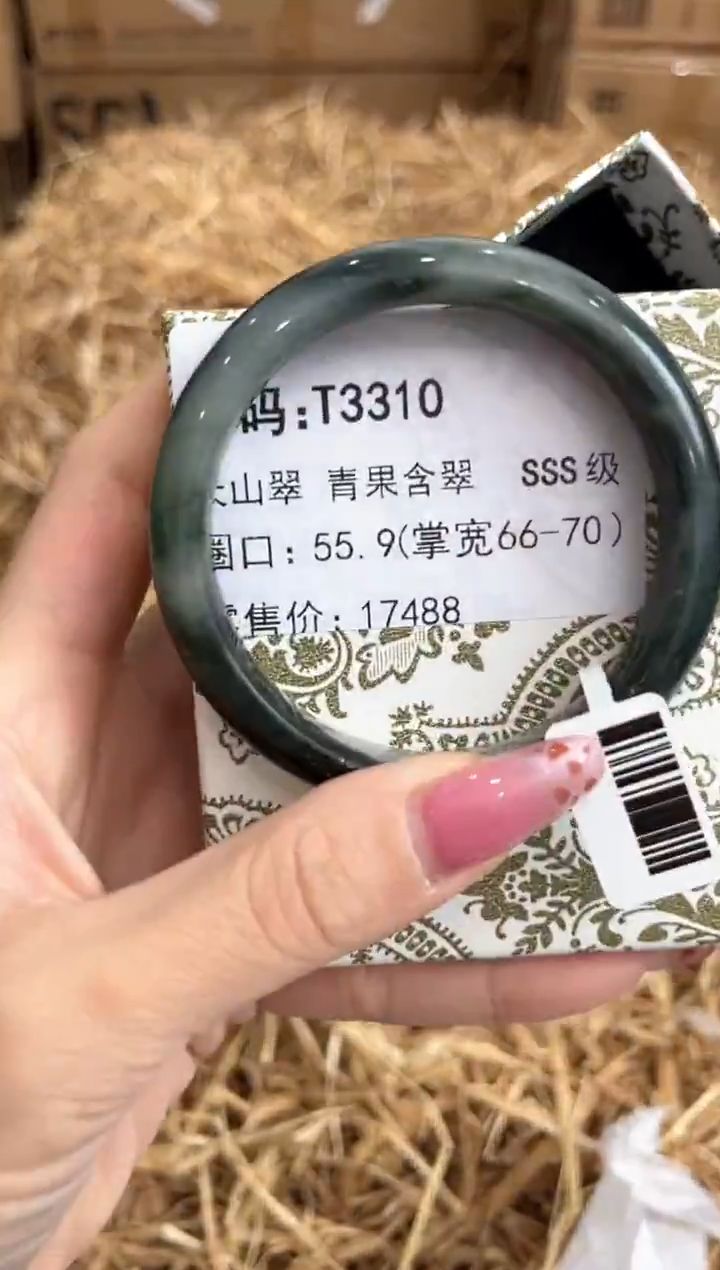 码:T3310
山翠 青果含翠 SSS级
圈口: 55.9(掌宽66-70)
售价: 17488